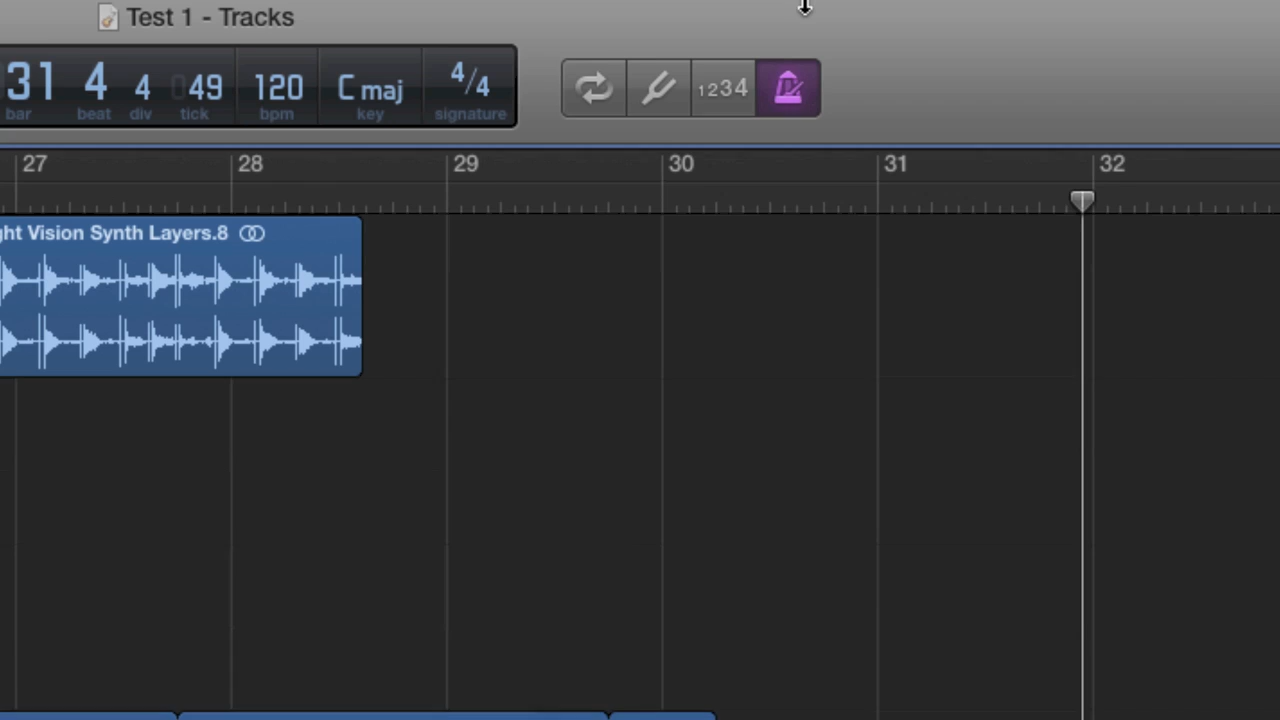 Test 1 - Tracks
31 4 4 049 120 C maj 4/4
bar beat div tick bpm key signature
1234
27 28 29 30 31 32
ght Vision Synth Layers.8